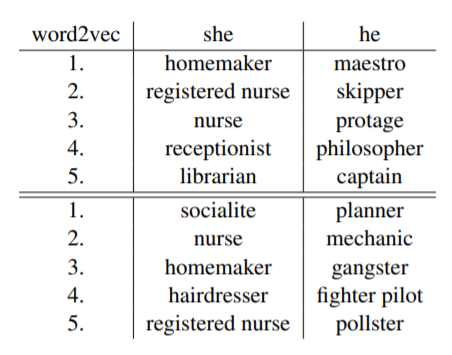 word2vec she he
1. homemaker maestro
2. registered nurse skipper
3. nurse protage
4. receptionist philosopher
5. librarian captain
1. socialite planner
2. nurse mechanic
3. homemaker gangster
4. hairdresser fighter pilot
5. registered nurse pollster